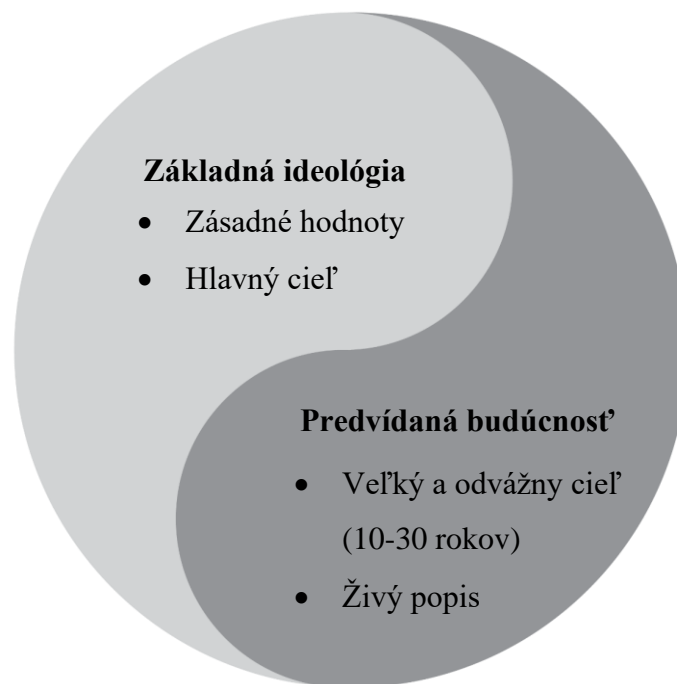 Základná ideológia
• Zásadné hodnoty
• Hlavný cieľ
Predvídaná budúcnosť
• Veľký a odvážny cieľ
(10-30 rokov)
• Živý popis